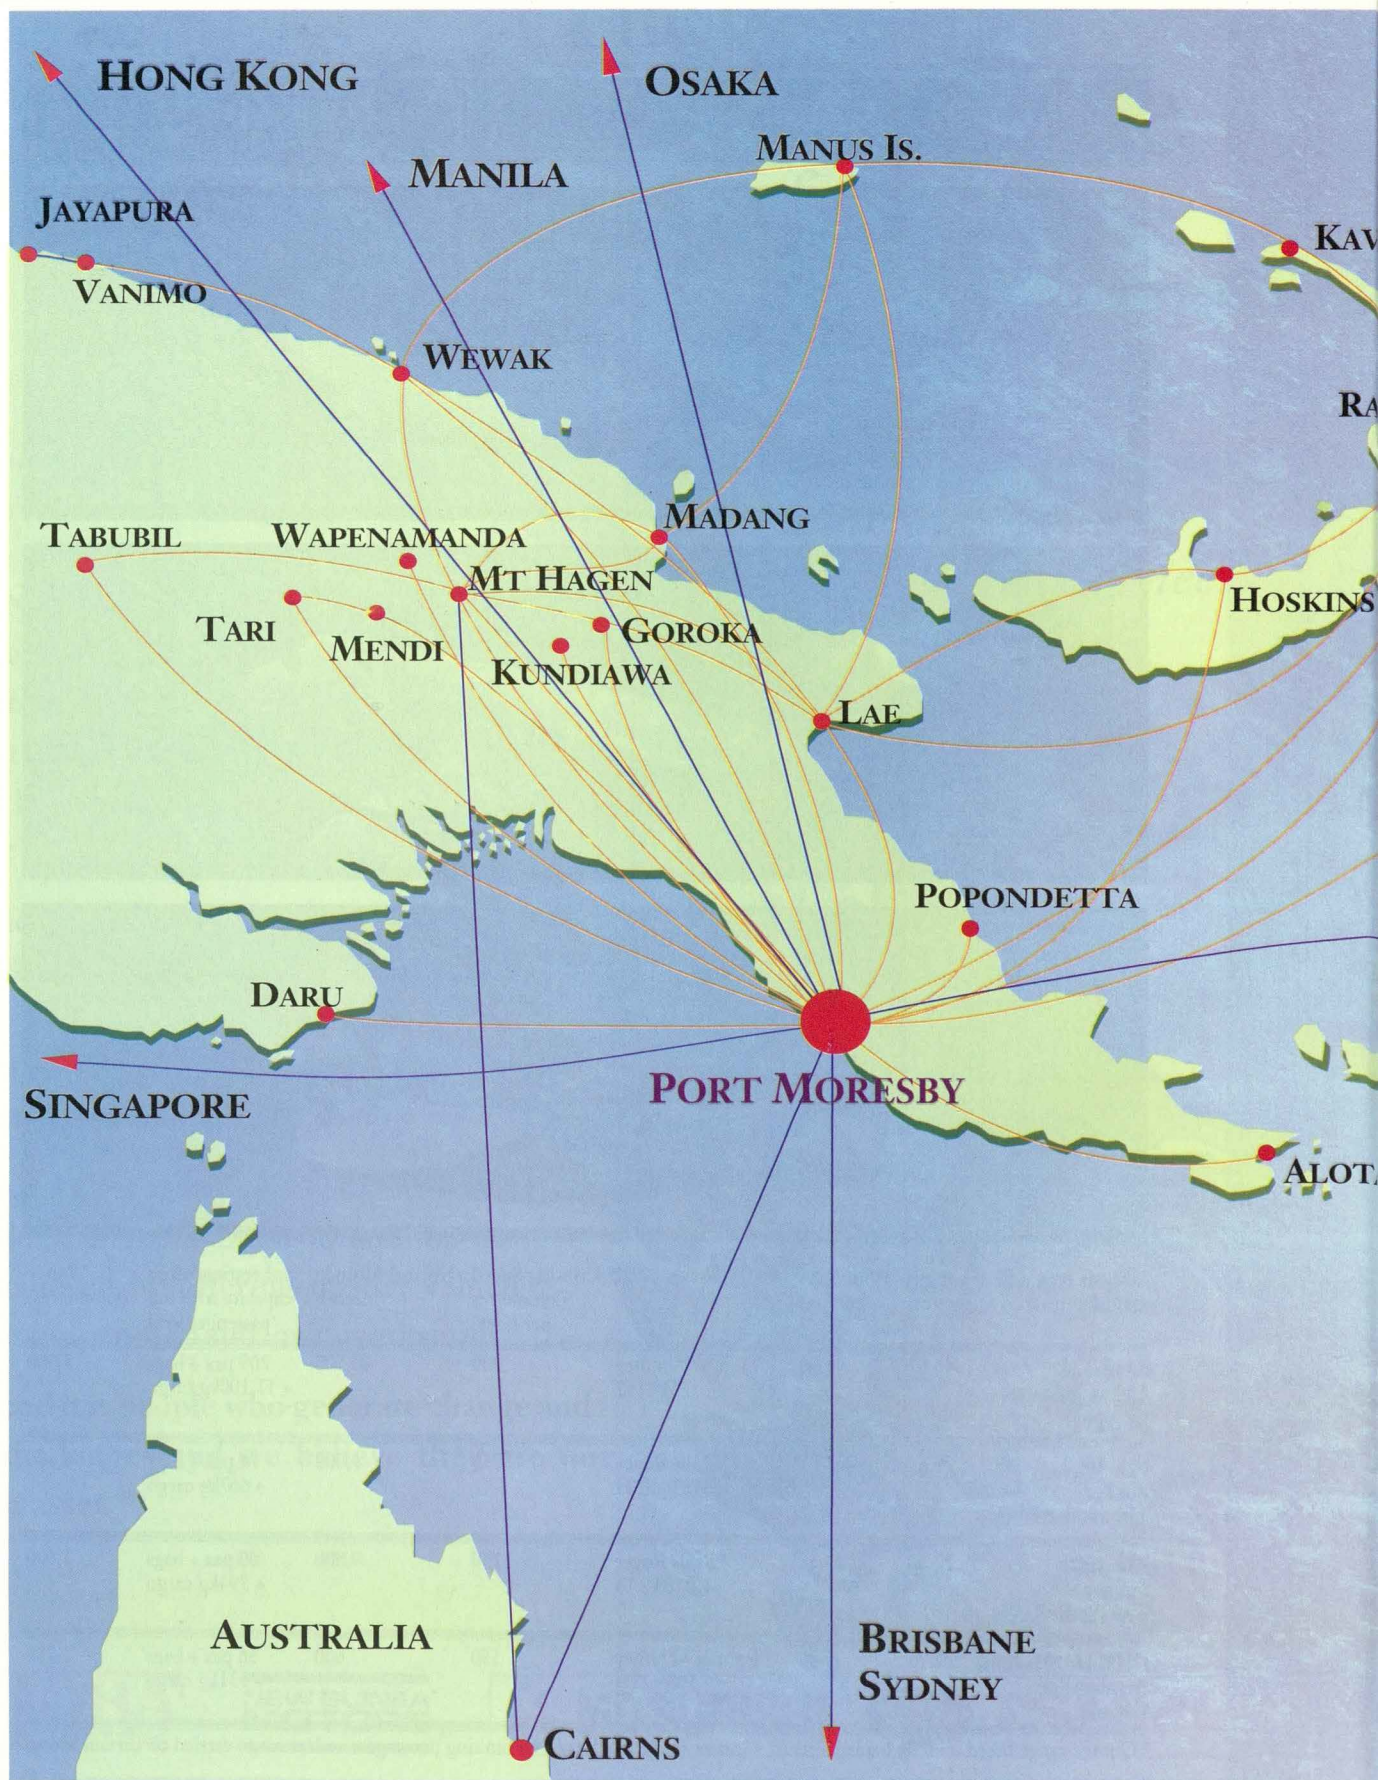 HONG KONG
OSAKA
MANUS IS.
MANILA
JAYAPURA
KAV
VANIMO
WEWAK
RA
MADANG
TABUBIL
WAPENAMANDA
MT HAGEN
HOSKINS
TARI
MENDI
GOROKA
KUNDIAWA
LAE
POPONDETTA
DARU
SINGAPORE
PORT MORESBY
ALOTA
AUSTRALIA
BRISBANE
SYDNEY
CAIRNS